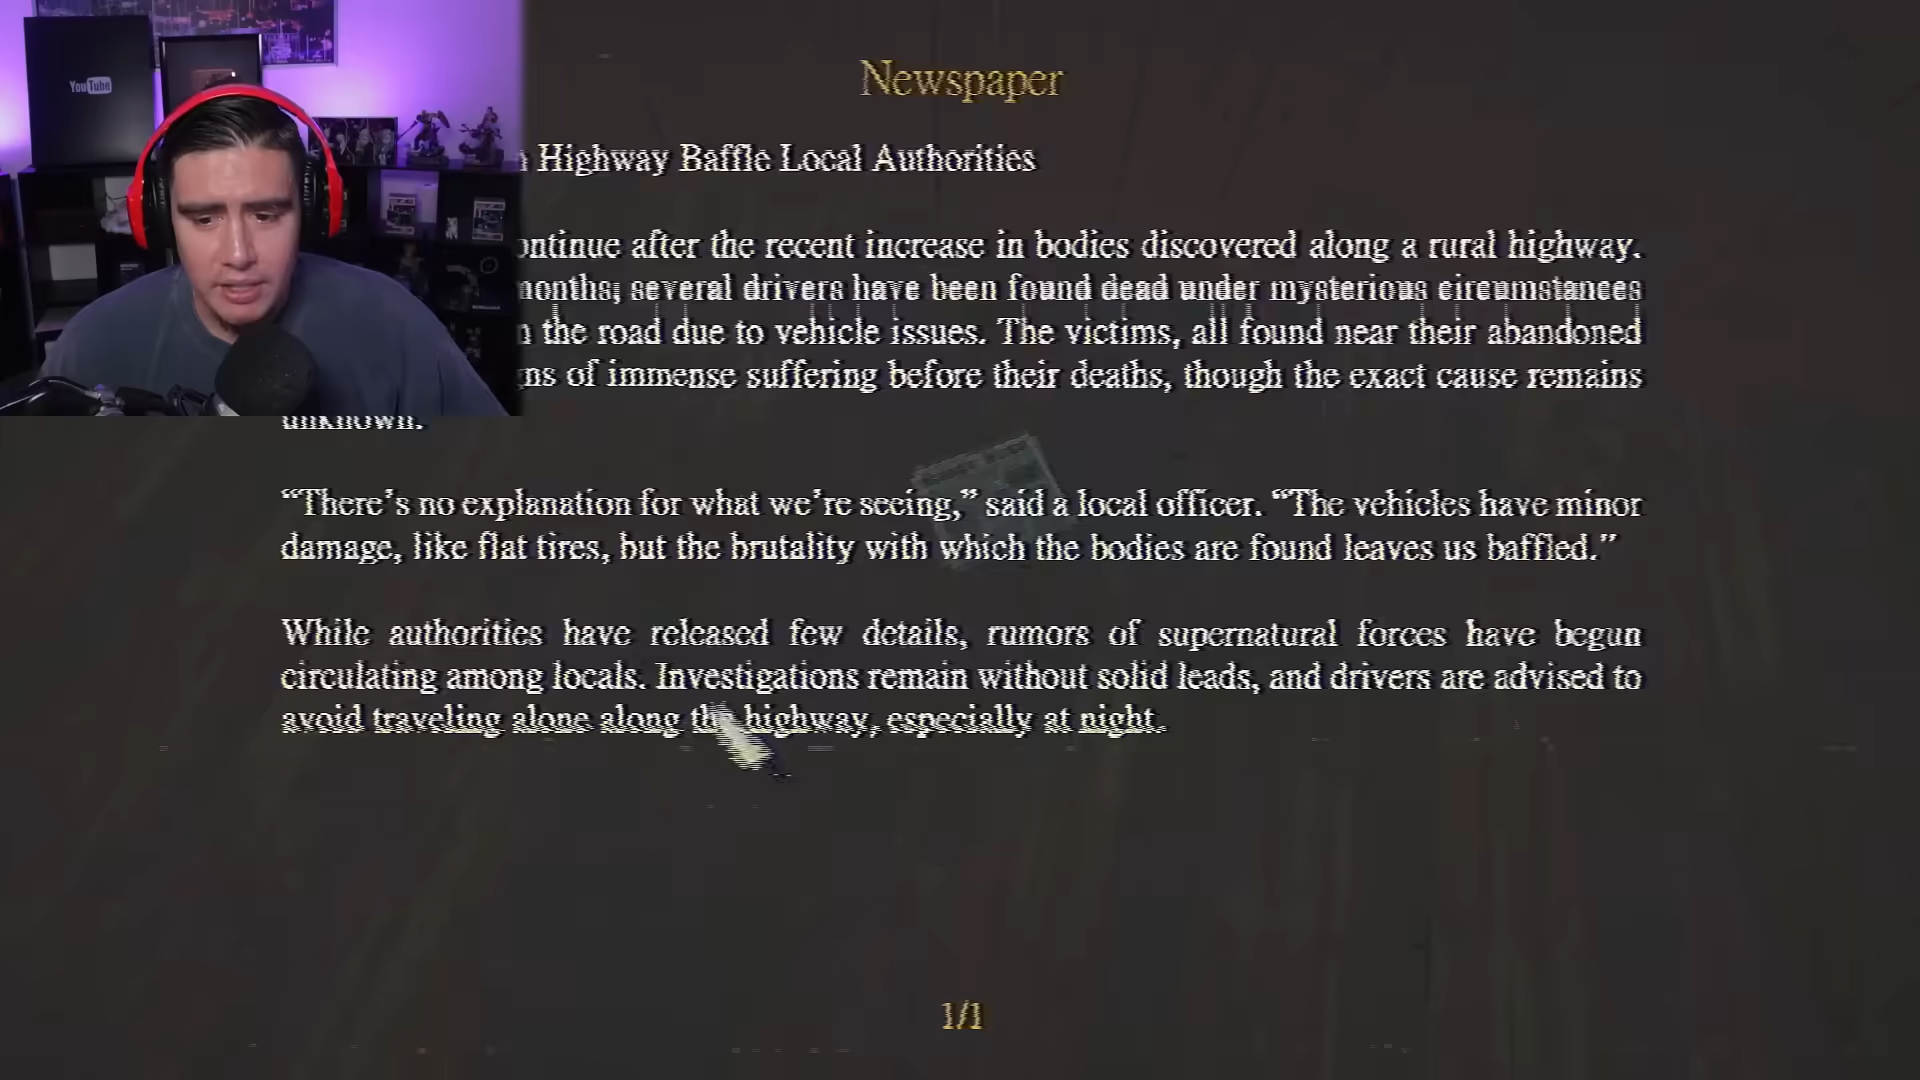 YouTube
Newspaper
Highway Baffle Local Authorities
ontinue after the recent increase in bodies discovered along a rural highway.
months; several drivers have been found dead under mysterious circumstances
the road due to vehicle issues. The victims, all found near their abandoned
gns of immense suffering before their deaths, though the exact cause remains
unknown.
“There’s no explanation for what we’re seeing,” said a local officer. “The vehicles have minor
damage, like flat tires, but the brutality with which the bodies are found leaves us baffled.”
While authorities have released few details, rumors of supernatural forces have begun
circulating among locals. Investigations remain without solid leads, and drivers are advised to
avoid traveling alone along the highway, especially at night.
1/1